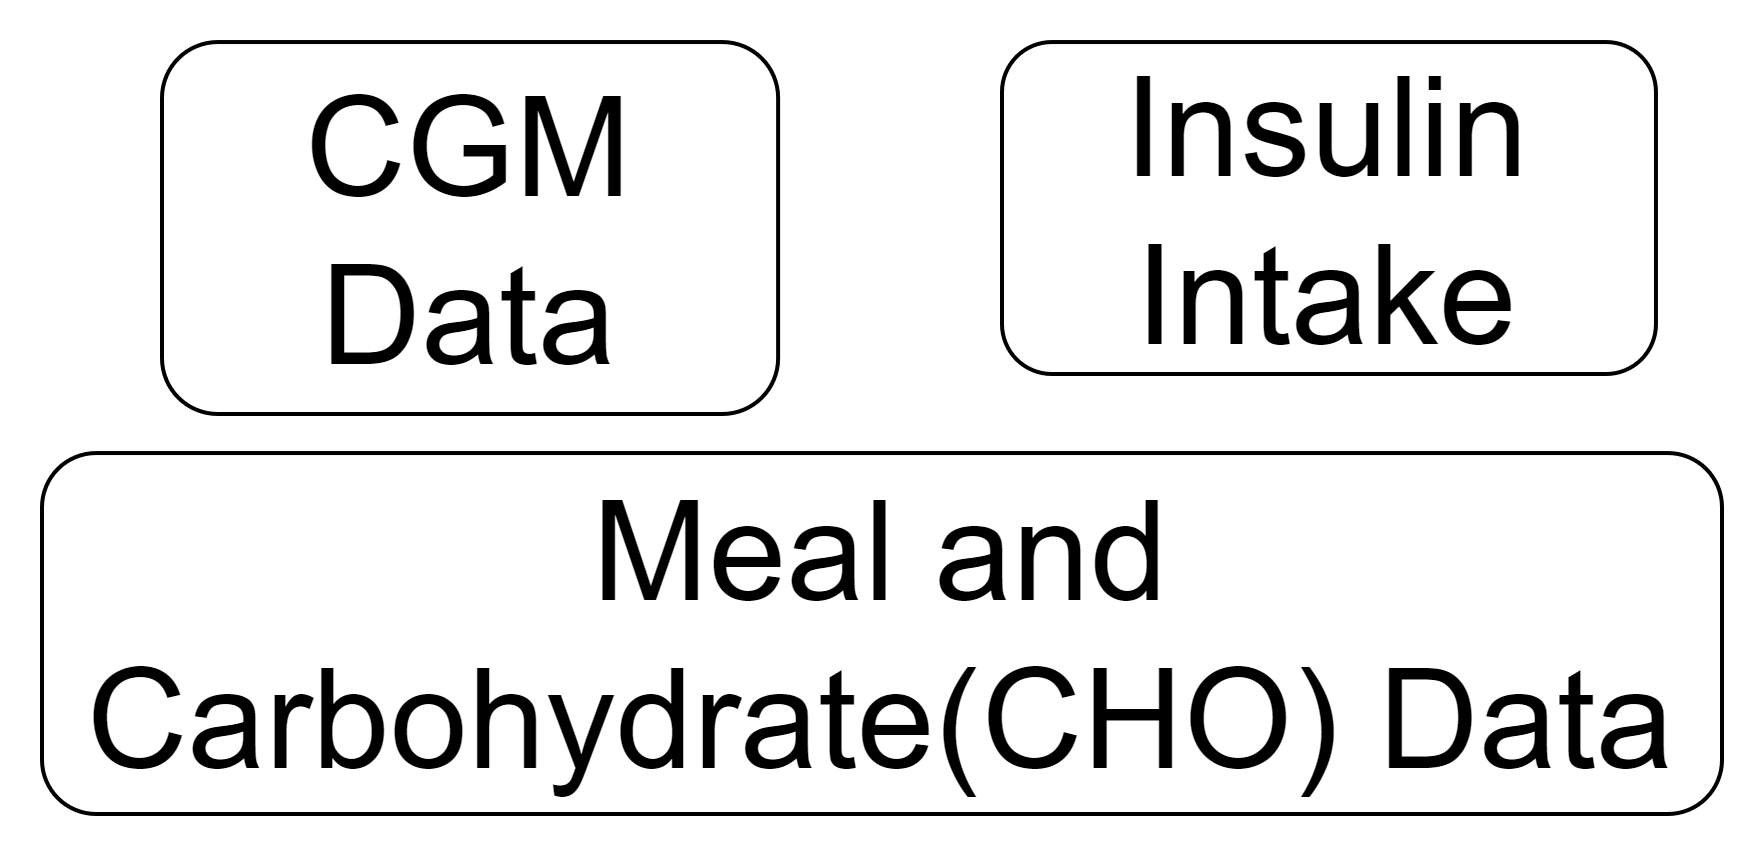 CGM
Data
Insulin
Intake
Meal and
Carbohydrate(CHO) Data